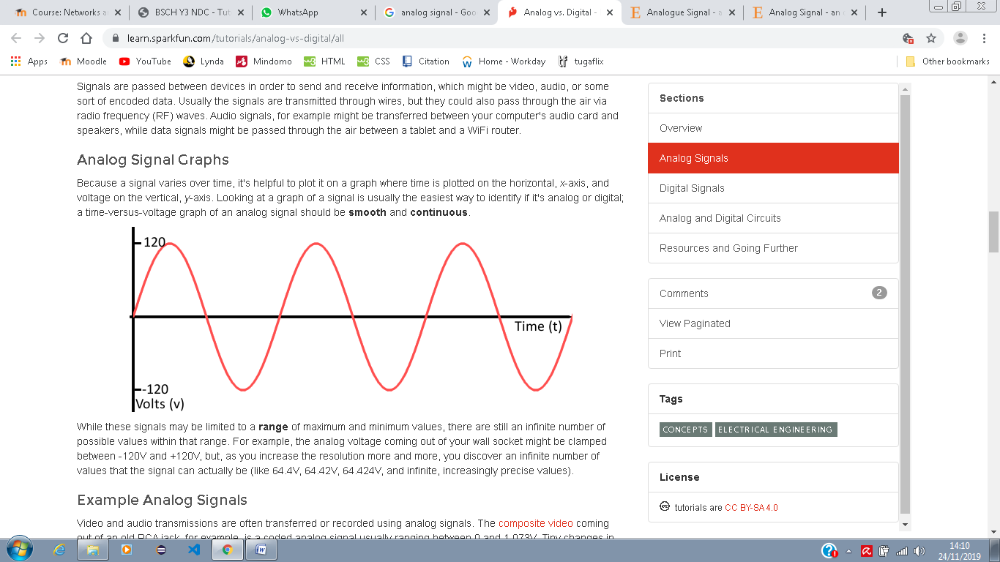 Course: Networks a
BSCH Y3 NDC - Tut
WhatsApp
analog signal - Goo
Analog vs. Digital -
Analogue Signal - a
Analog Signal - an
learn.sparkfun.com/tutorials/analog-vs-digital/all
Apps Moodle YouTube Lynda Mindomo HTML CSS Citation Home - Workday tugaflix Other bookmarks
Signals are passed between devices in order to send and receive information, which might be video, audio, or some
sort of encoded data. Usually the signals are transmitted through wires, but they could also pass through the air via
radio frequency (RF) waves. Audio signals, for example might be transferred between your computer's audio card and
speakers, while data signals might be passed through the air between a tablet and a WiFi router.
Analog Signal Graphs
Because a signal varies over time, it's helpful to plot it on a graph where time is plotted on the horizontal, x-axis, and
voltage on the vertical, y-axis. Looking at a graph of a signal is usually the easiest way to identify if it's analog or digital;
a time-versus-voltage graph of an analog signal should be smooth and continuous.
120
Time (t)
-120
Volts (v)
While these signals may be limited to a range of maximum and minimum values, there are still an infinite number of
possible values within that range. For example, the analog voltage coming out of your wall socket might be clamped
between -120V and +120V, but, as you increase the resolution more and more, you discover an infinite number of
values that the signal can actually be (like 64.4V, 64.42V, 64.424V, and infinite, increasingly precise values).
Example Analog Signals
Video and audio transmissions are often transferred or recorded using analog signals. The composite video coming
out of an old RCA jack, for example, is a coded analog signal usually ranging between 0 and 1.073V. Tiny changes in
Sections
Overview
Analog Signals
Digital Signals
Analog and Digital Circuits
Resources and Going Further
Comments 2
View Paginated
Print
Tags
CONCEPTS ELECTRICAL ENGINEERING
License
cc tutorials are CC BY-SA 4.0
14:10
24/11/2019